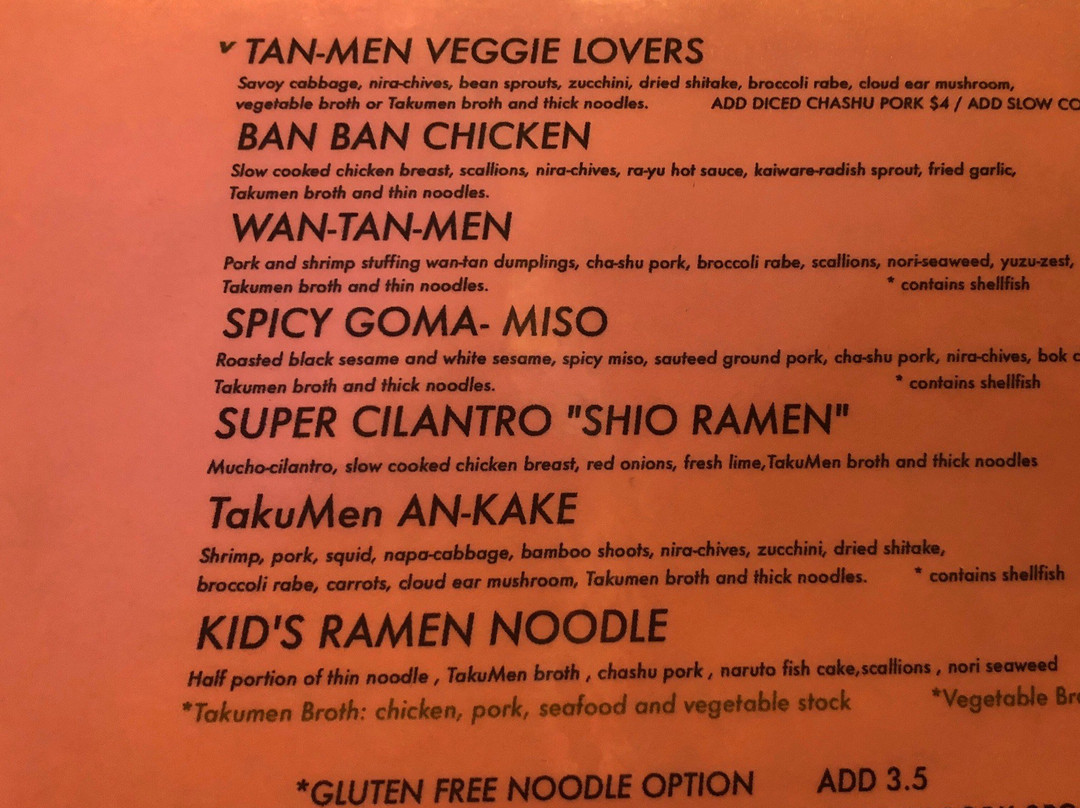 v TAN-MEN VEGGIE LOVERS
Savoy cabbage, nira-chives, bean sprouts, zucchini, dried shitake, broccoli rabe, cloud ear mushroom,
vegetable broth or Takumen broth and thick noodles. ADD DICED CHASHU PORK $4 / ADD SLOW
BAN BAN CHICKEN
Slow cooked chicken breast, scallions, nira-chives, ra-yu hot sauce, kaiware-radish sprout, fried garlic,
Takumen broth and thin noodles.
WAN-TAN-MEN
Pork and shrimp stuffing wan-tan dumplings, cha-shu pork, broccoli rabe, scallions, nori-seaweed, yuzu-zest,
Takumen broth and thin noodles. * contains shellfish
SPICY GOMA- MISO
Roasted black sesame and white sesame, spicy miso, sauteed ground pork, cha-shu pork, nira-chives, bok
Takumen broth and thick noodles. * contains shellfish
SUPER CILANTRO "SHIO RAMEN"
Mucho-cilantro, slow cooked chicken breast, red onions, fresh lime,TakuMen broth and thick noodles
TakuMen AN-KAKE
Shrimp, pork, squid, napa-cabbage, bamboo shoots, nira-chives, zucchini, dried shitake,
broccoli rabe, carrots, cloud ear mushroom, Takumen broth and thick noodles. * contains shellfish
KID'S RAMEN NOODLE
Half portion of thin noodle , TakuMen broth , chashu pork , naruto fish cake,scallions , nori seaweed
*Takumen Broth: chicken, pork, seafood and vegetable stock *Vegetable
*GLUTEN FREE NOODLE OPTION ADD 3.5